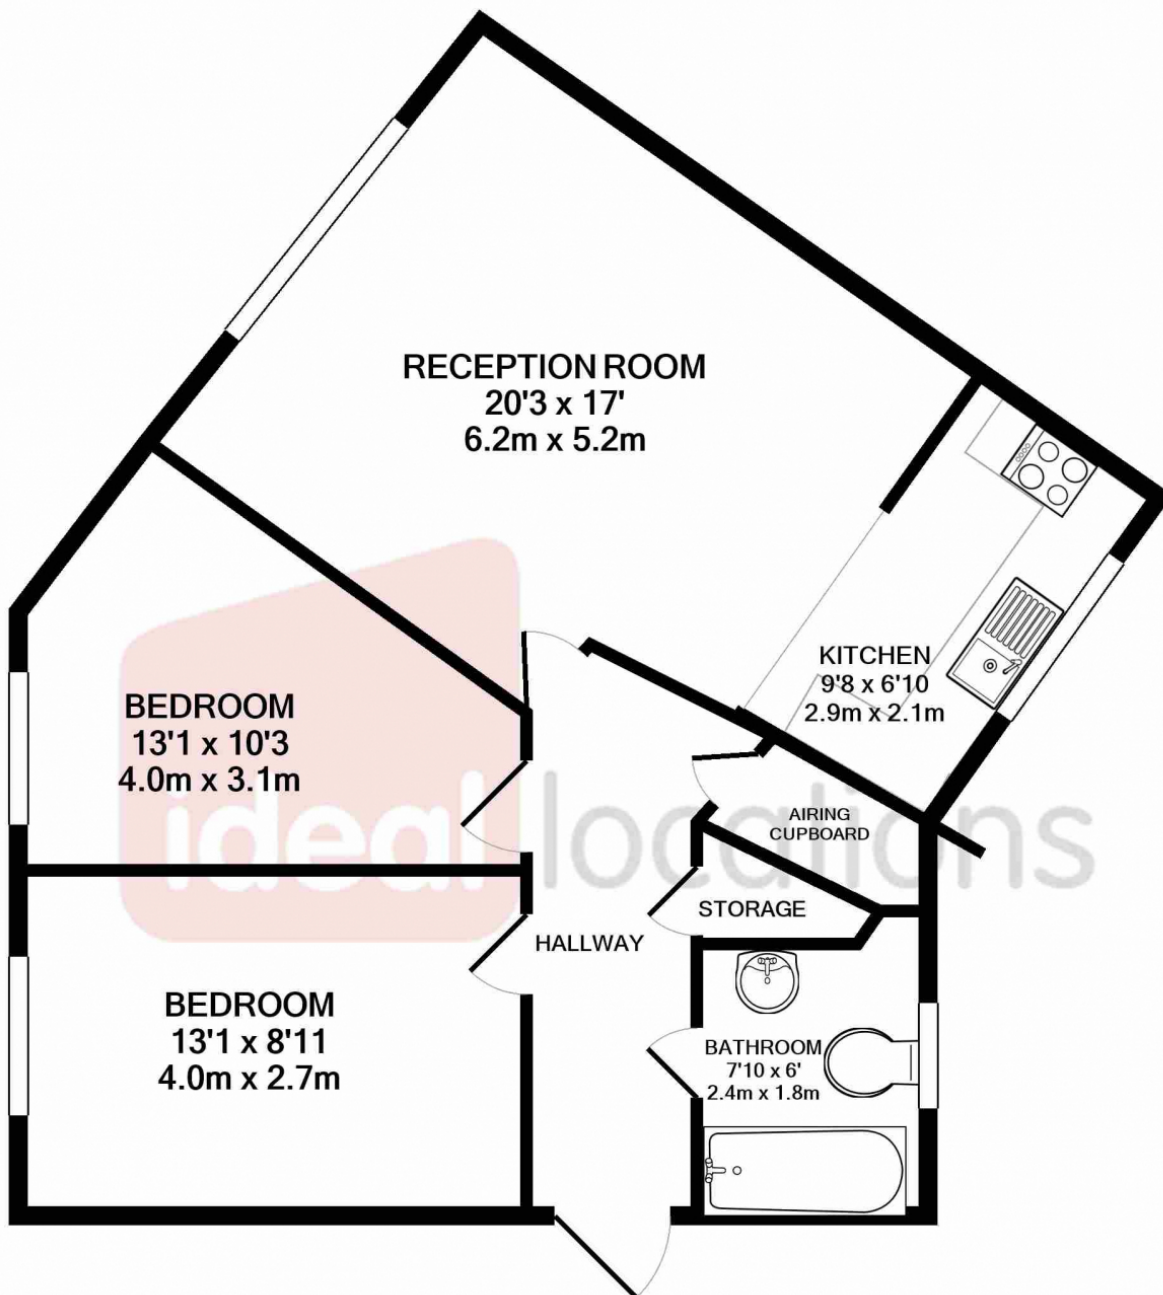 RECEPTION ROOM
20'3 x 17'
6.2m x 5.2m
KITCHEN
9'8 x 6'10
2.9m x 2.1m
BEDROOM
13'1 x 10'3
4.0m x 3.1m
AIRING
CUPBOARD
ideal locations
STORAGE
HALLWAY
BEDROOM
13'1 x 8'11
4.0m x 2.7m
BATHROOM
7'10 x 6'
2.4m x 1.8m